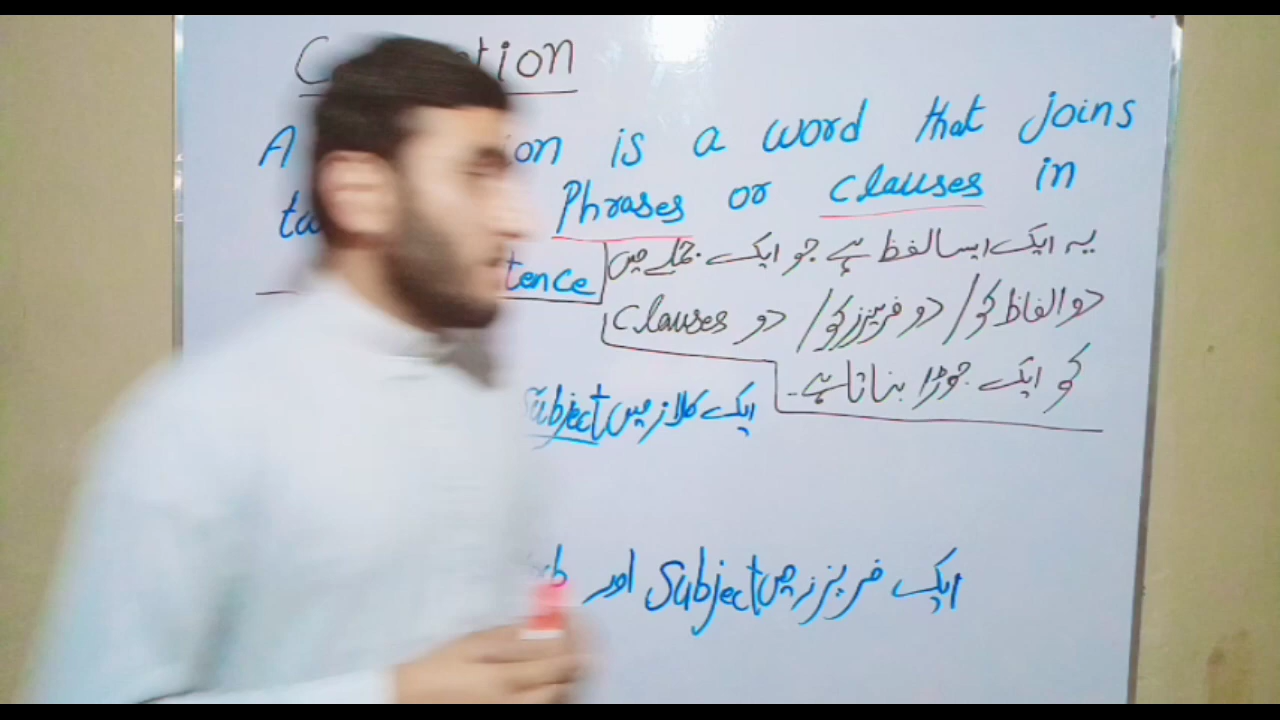 C tion
A on is a word that joins
Phrases or clauses in
tence
یہ ایک ایسا لفظ ہے جو ایک جملے میں
دو الفاظ کو / دو فریزز کو / دو clauses
کو ایک جوڑا بناتا ہے۔
ایک کلاز میں Subject
ایک فریزز میں Subject اور